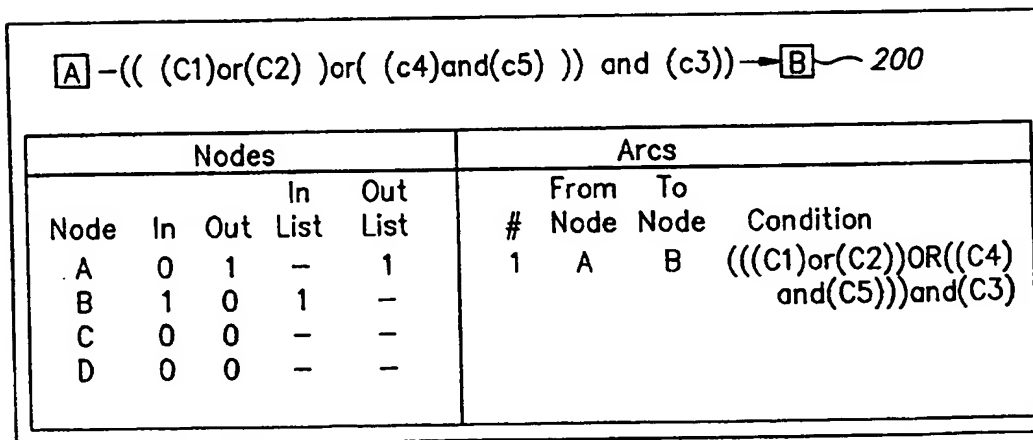 A –(( (C1)or(C2) )or( (c4)and(c5) )) and (c3))→B 200
Nodes Arcs
In Out From To
Node In Out List List # Node Node Condition
A 0 1 – 1 1 A B (((C1)or(C2))OR((C4)
B 1 0 1 – and(C5)))and(C3)
C 0 0 – –
D 0 0 – –